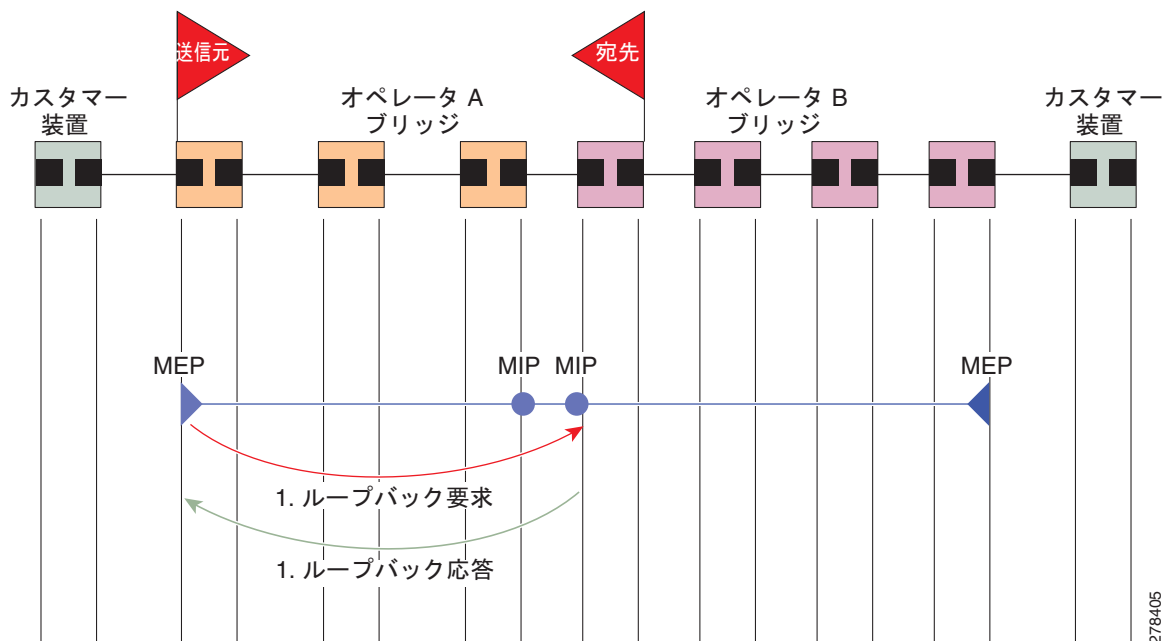 送信元
宛先
カスタマー
装置
オペレータ A
ブリッジ
オペレータ B
ブリッジ
カスタマー
装置
MEP
MIP
MIP
MEP
1. ループバック要求
1. ループバック応答
278405